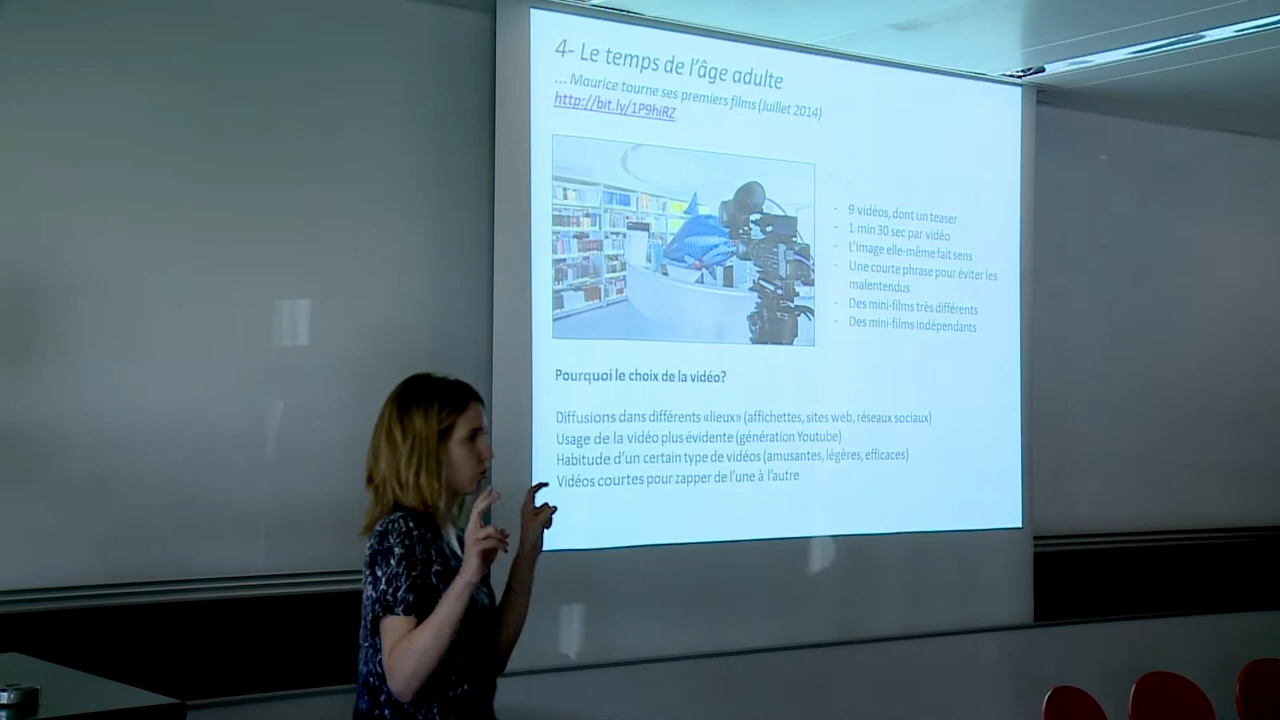 4- Le temps de l'âge adulte
... Maurice tourne ses premiers films (Juillet 2014)
http://bit.ly/1P9hiRZ
- 9 vidéos, dont un teaser
- 1 min 30 sec par vidéo
- L'image elle-même fait sens
- Une courte phrase pour éviter les
malentendus
- Des mini-films très différents
- Des mini-films indépendants
Pourquoi le choix de la vidéo?
Diffusions dans différents «lieux» (affichettes, sites web, réseaux sociaux)
Usage de la vidéo plus évidente (génération Youtube)
Habitude d'un certain type de vidéos (amusantes, légères, efficaces)
Vidéos courtes pour zapper de l'une à l'autre